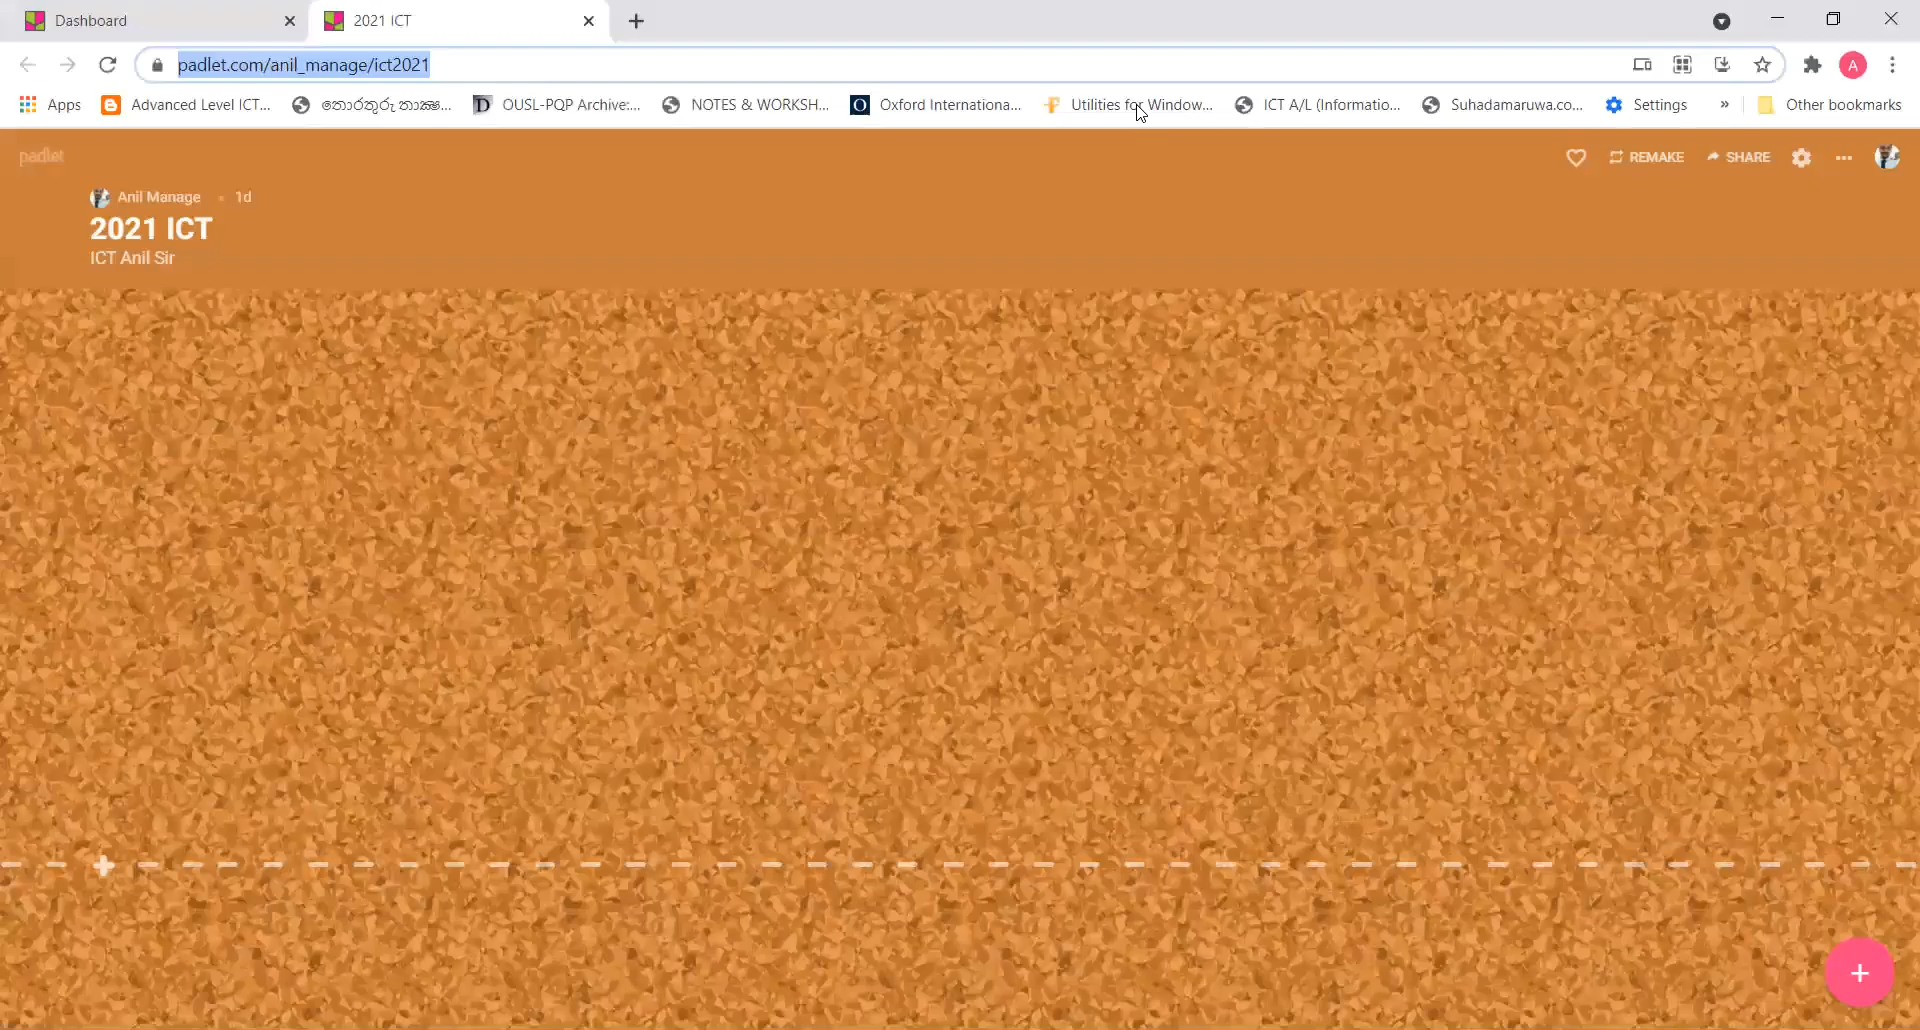 Dashboard
2021 ICT
padlet.com/anil_manage/ict2021
A
Apps
Advanced Level ICT...
තොරතුරු තාක්ෂ...
OUSL-PQP Archive:...
NOTES & WORKSH...
Oxford Internationa...
Utilities for Window...
ICT A/L (Informatio...
Suhadamaruwa.co...
Settings
»
Other bookmarks
padlet
REMAKE
SHARE
Anil Manage • 1d
2021 ICT
ICT Anil Sir